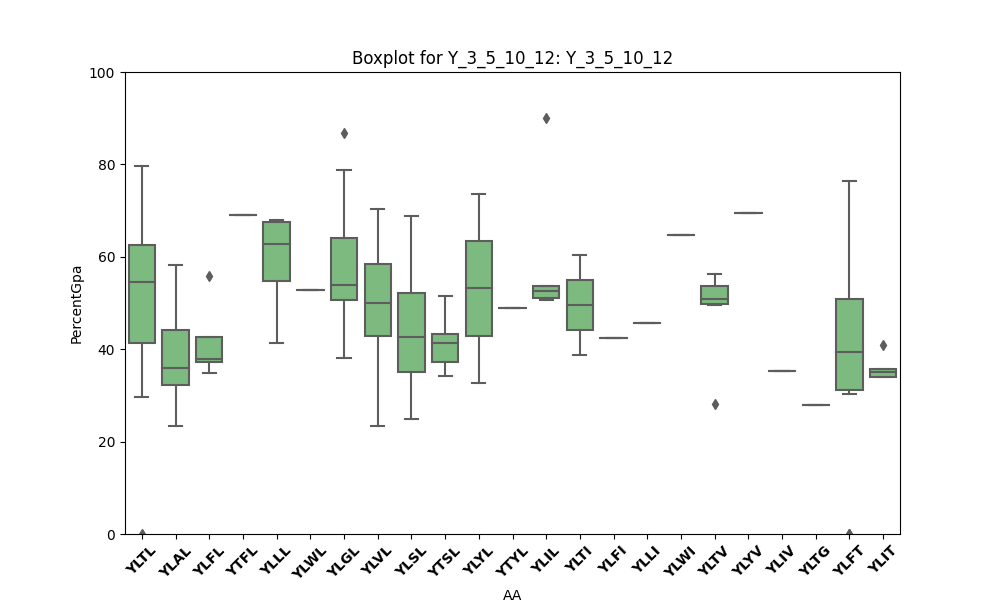 Boxplot for Y_3_5_10_12: Y_3_5_10_12
100
80
60
40
20
0
PercentGpa
YLTL YLAL YLFL YTFL YLLL YLWL YLGL YLVL YLSL YTSL YLYL YTYL YLIL YLTI YLFI YLLI YLWI YLTV YLYV YLIV YLTG YLFT YLIT
AA